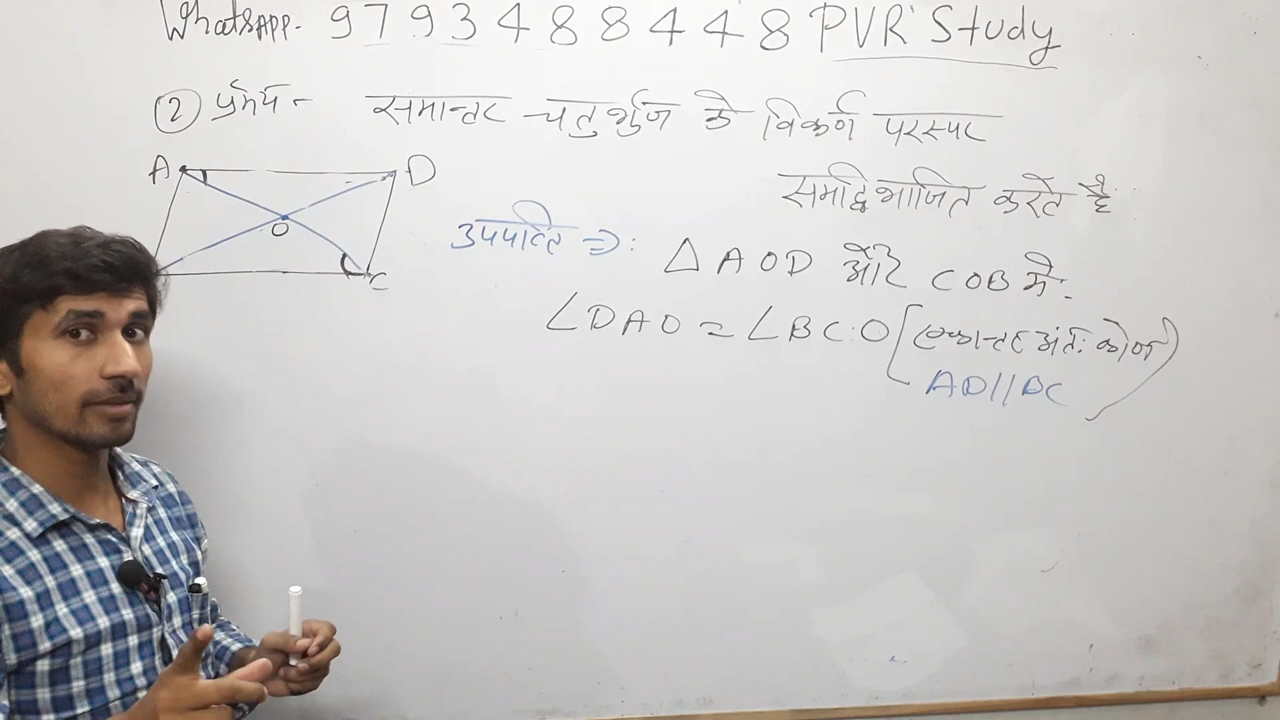 WhatsApp- 9793488448 PVR Study
② प्रमेय - समान्तर चतुर्भुज के विकर्ण परस्पर
समद्विभाजित करते है
A D
O
C
उपपत्ति ⇒: △ AOD और COB मे.
∠DAO = ∠BCO (एकान्तर अंतः कोण)
AD//BC